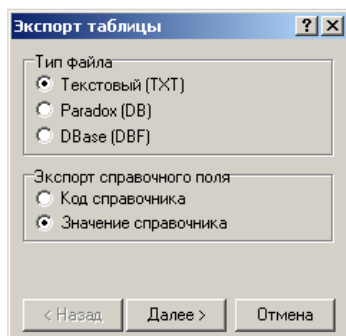 Экспорт таблицы
Тип файла
Текстовый (TXT)
Paradox (DB)
DBase (DBF)
Экспорт справочного поля
Код справочника
Значение справочника
< Назад
Далее >
Отмена